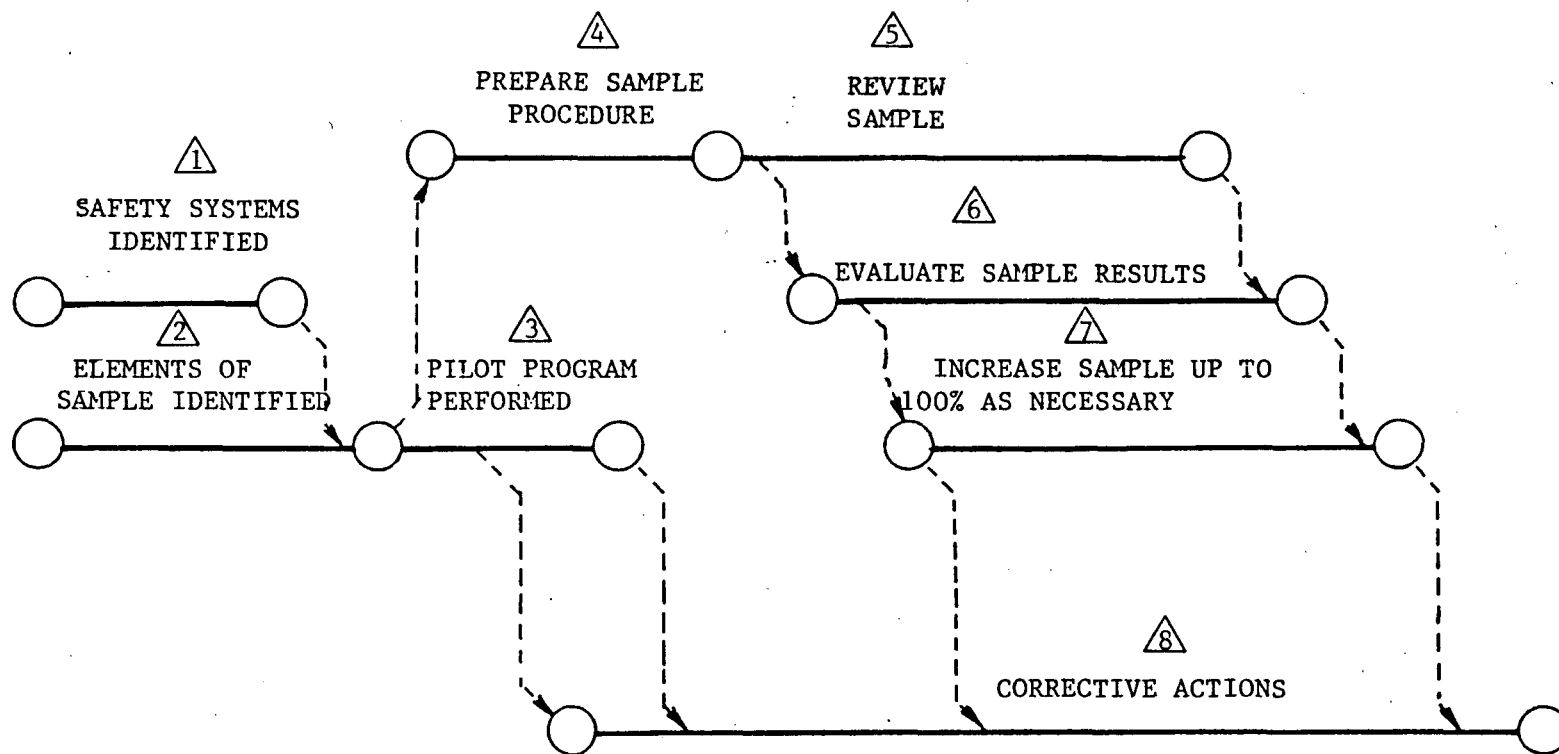 4
PREPARE SAMPLE
PROCEDURE
5
REVIEW
SAMPLE
1
SAFETY SYSTEMS
IDENTIFIED
2
ELEMENTS OF
SAMPLE IDENTIFIED
3
PILOT PROGRAM
PERFORMED
6
EVALUATE SAMPLE RESULTS
7
INCREASE SAMPLE UP TO
100% AS NECESSARY
8
CORRECTIVE ACTIONS